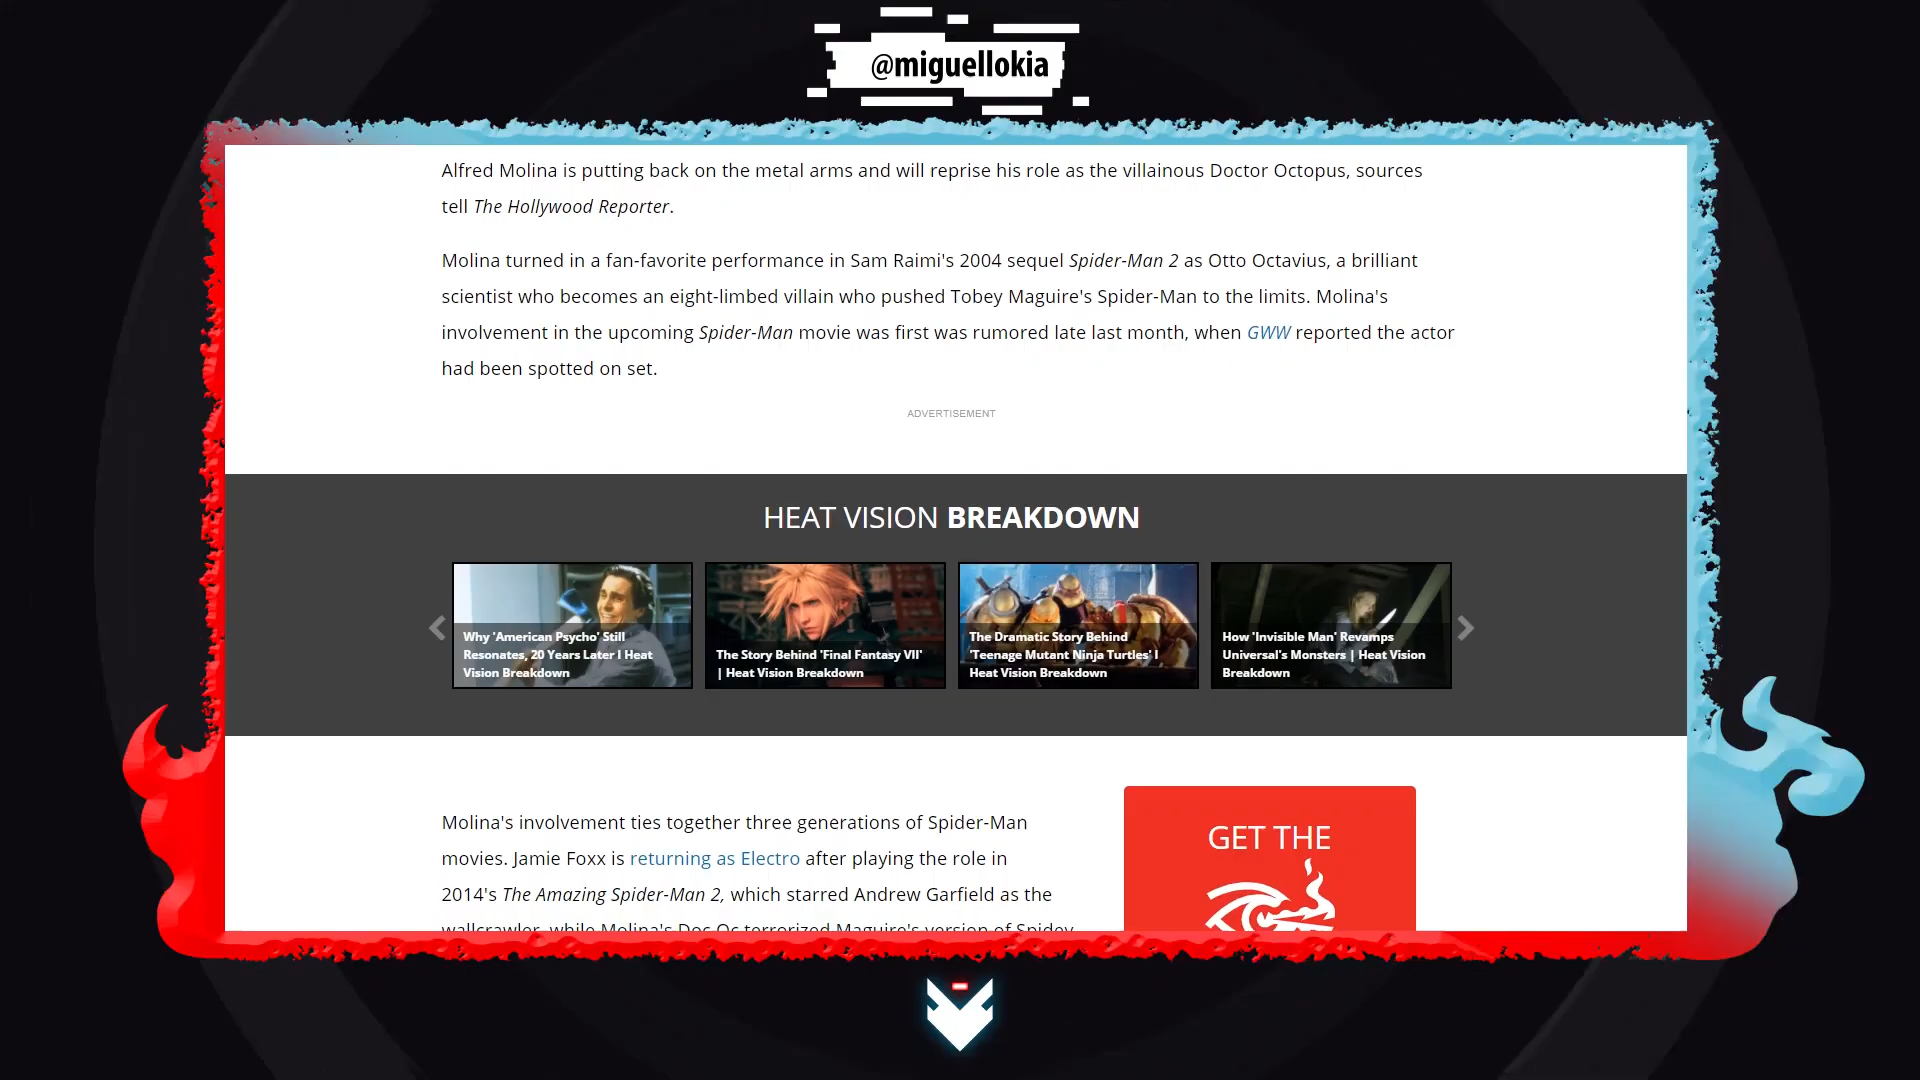 @miguellokia
Alfred Molina is putting back on the metal arms and will reprise his role as the villainous Doctor Octopus, sources
tell The Hollywood Reporter.
Molina turned in a fan-favorite performance in Sam Raimi's 2004 sequel Spider-Man 2 as Otto Octavius, a brilliant
scientist who becomes an eight-limbed villain who pushed Tobey Maguire's Spider-Man to the limits. Molina's
involvement in the upcoming Spider-Man movie was first was rumored late last month, when GWW reported the actor
had been spotted on set.
ADVERTISEMENT
HEAT VISION BREAKDOWN
Why 'American Psycho' Still
Resonates, 20 Years Later I Heat
Vision Breakdown
The Story Behind 'Final Fantasy VII'
| Heat Vision Breakdown
The Dramatic Story Behind
'Teenage Mutant Ninja Turtles' I
Heat Vision Breakdown
How 'Invisible Man' Revamps
Universal's Monsters | Heat Vision
Breakdown
Molina's involvement ties together three generations of Spider-Man
movies. Jamie Foxx is returning as Electro after playing the role in
2014's The Amazing Spider-Man 2, which starred Andrew Garfield as the
wallcrawler, while Molina's Doc Oc terrorized Maguire's version of Spidey
GET THE